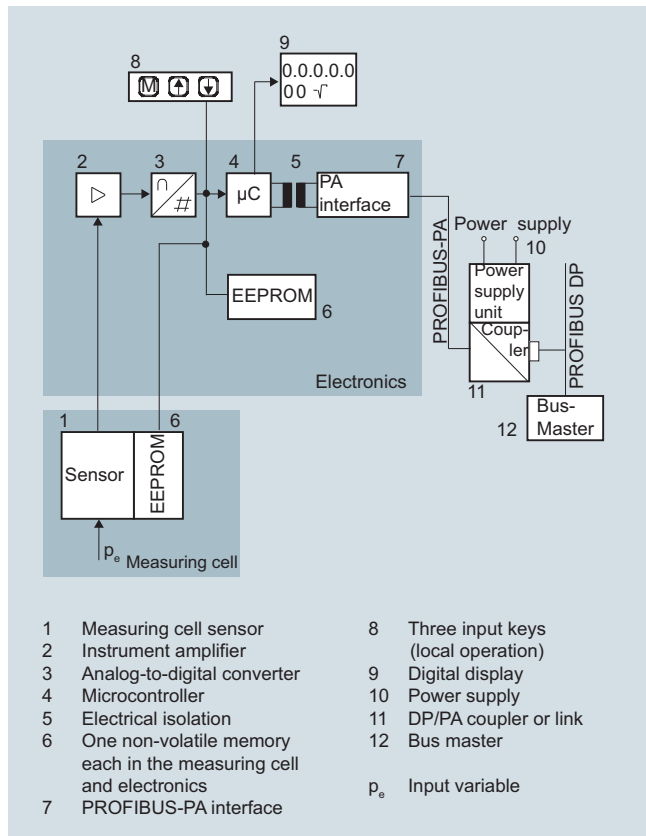 9
8
0.0.0.0.0
0 0 √
M
2
3
4
5
7
∩
#
µC
PA
interface
Power supply
10
PROFIBUS-PA
Power
supply
unit
PROFIBUS DP
EEPROM
6
Coup-
ler
Electronics
11
Bus-
Master
12
1
6
Sensor
EEPROM
pₑ Measuring cell
1 Measuring cell sensor
2 Instrument amplifier
3 Analog-to-digital converter
4 Microcontroller
5 Electrical isolation
6 One non-volatile memory
each in the measuring cell
and electronics
7 PROFIBUS-PA interface
8 Three input keys
(local operation)
9 Digital display
10 Power supply
11 DP/PA coupler or link
12 Bus master
pₑ Input variable